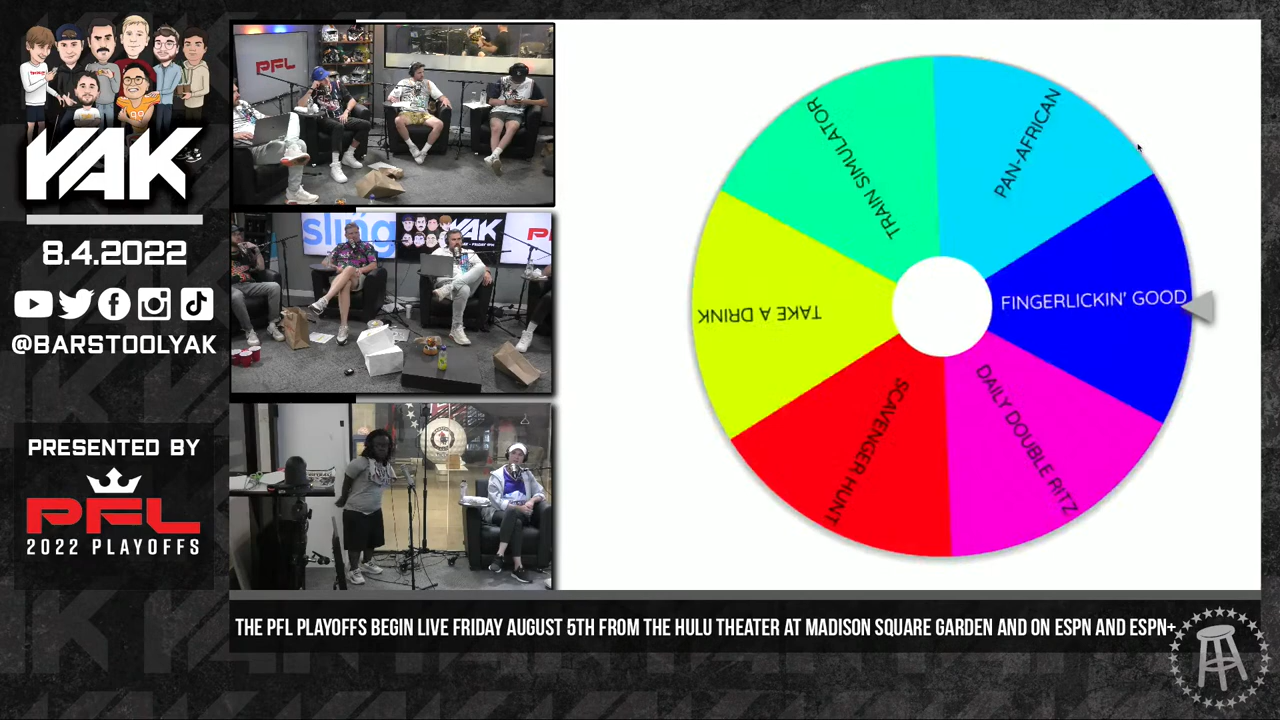 YAK
8.4.2022
@BARSTOOLYAK
PRESENTED BY
PFL
2022 PLAYOFFS
PFL
sling
YAK
TRAIN SIMULATOR
PAN-AFRICAN
TAKE A DRINK
FINGERLICKIN' GOOD
SCAVENGER HUNT
DAILY DOUBLE RITZ
THE PFL PLAYOFFS BEGIN LIVE FRIDAY AUGUST 5TH FROM THE HULU THEATER AT MADISON SQUARE GARDEN AND ON ESPN AND ESPN+